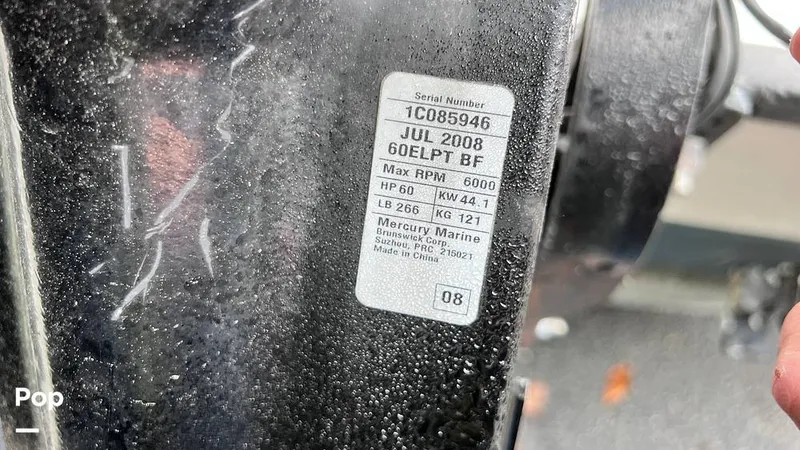 Serial Number
1C085946
JUL 2008
60ELPT BF
Max RPM 6000
HP 60 KW 44.1
LB 266 KG 121
Mercury Marine
Brunswick Corp.
Suzhou, PRC 215021
Made in China
08
Pop